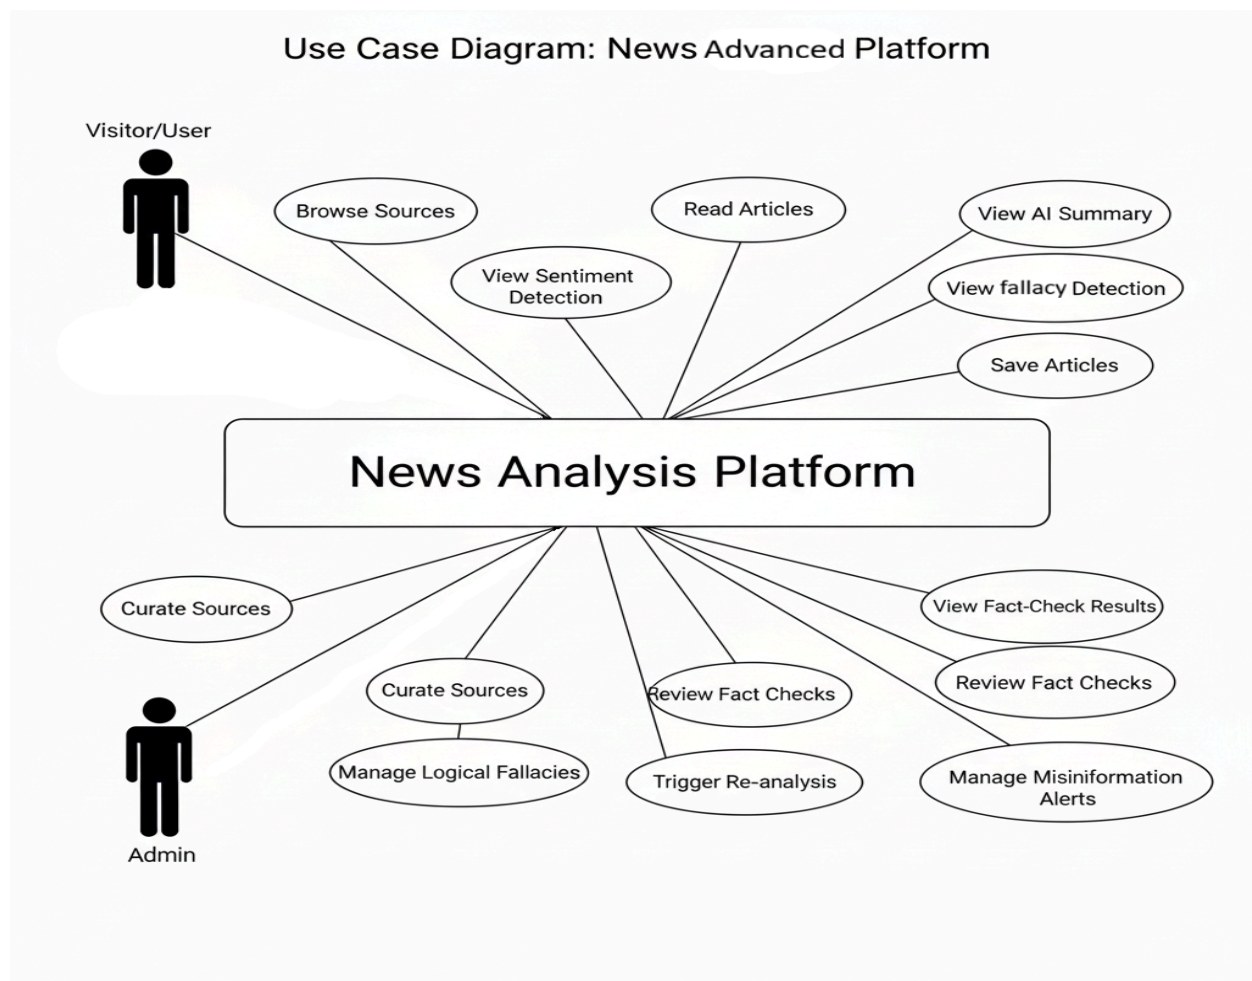 Use Case Diagram: News Advanced Platform
Visitor/User
Browse Sources
Read Articles
View AI Summary
View Sentiment
Detection
View fallacy Detection
Save Articles
News Analysis Platform
Curate Sources
View Fact-Check Results
Curate Sources
Review Fact Checks
Review Fact Checks
Manage Logical Fallacies
Trigger Re-analysis
Manage Misiniformation
Alerts
Admin